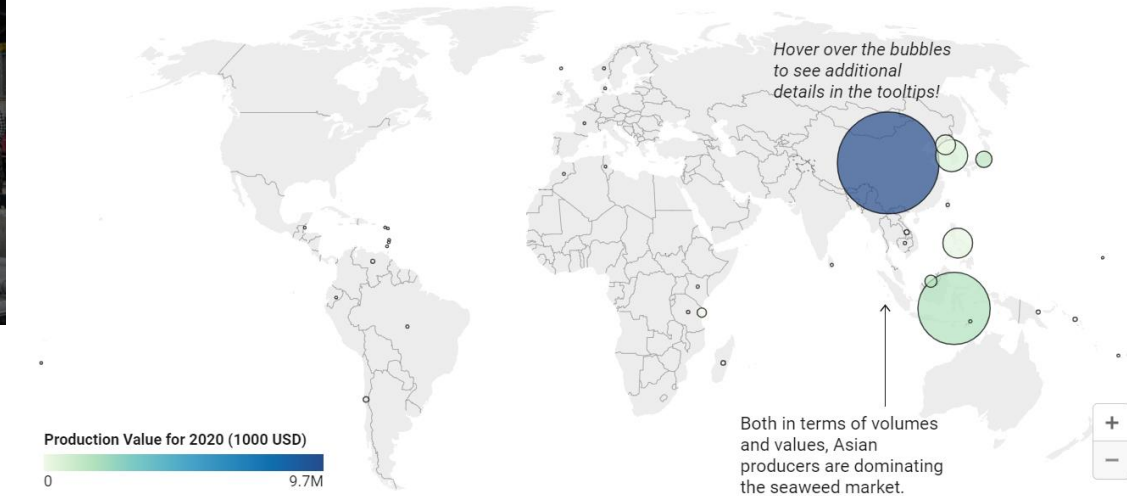 Hover over the bubbles
to see additional
details in the tooltips!
Both in terms of volumes
and values, Asian
producers are dominating
the seaweed market.
Production Value for 2020 (1000 USD)
0
9.7M
+
−